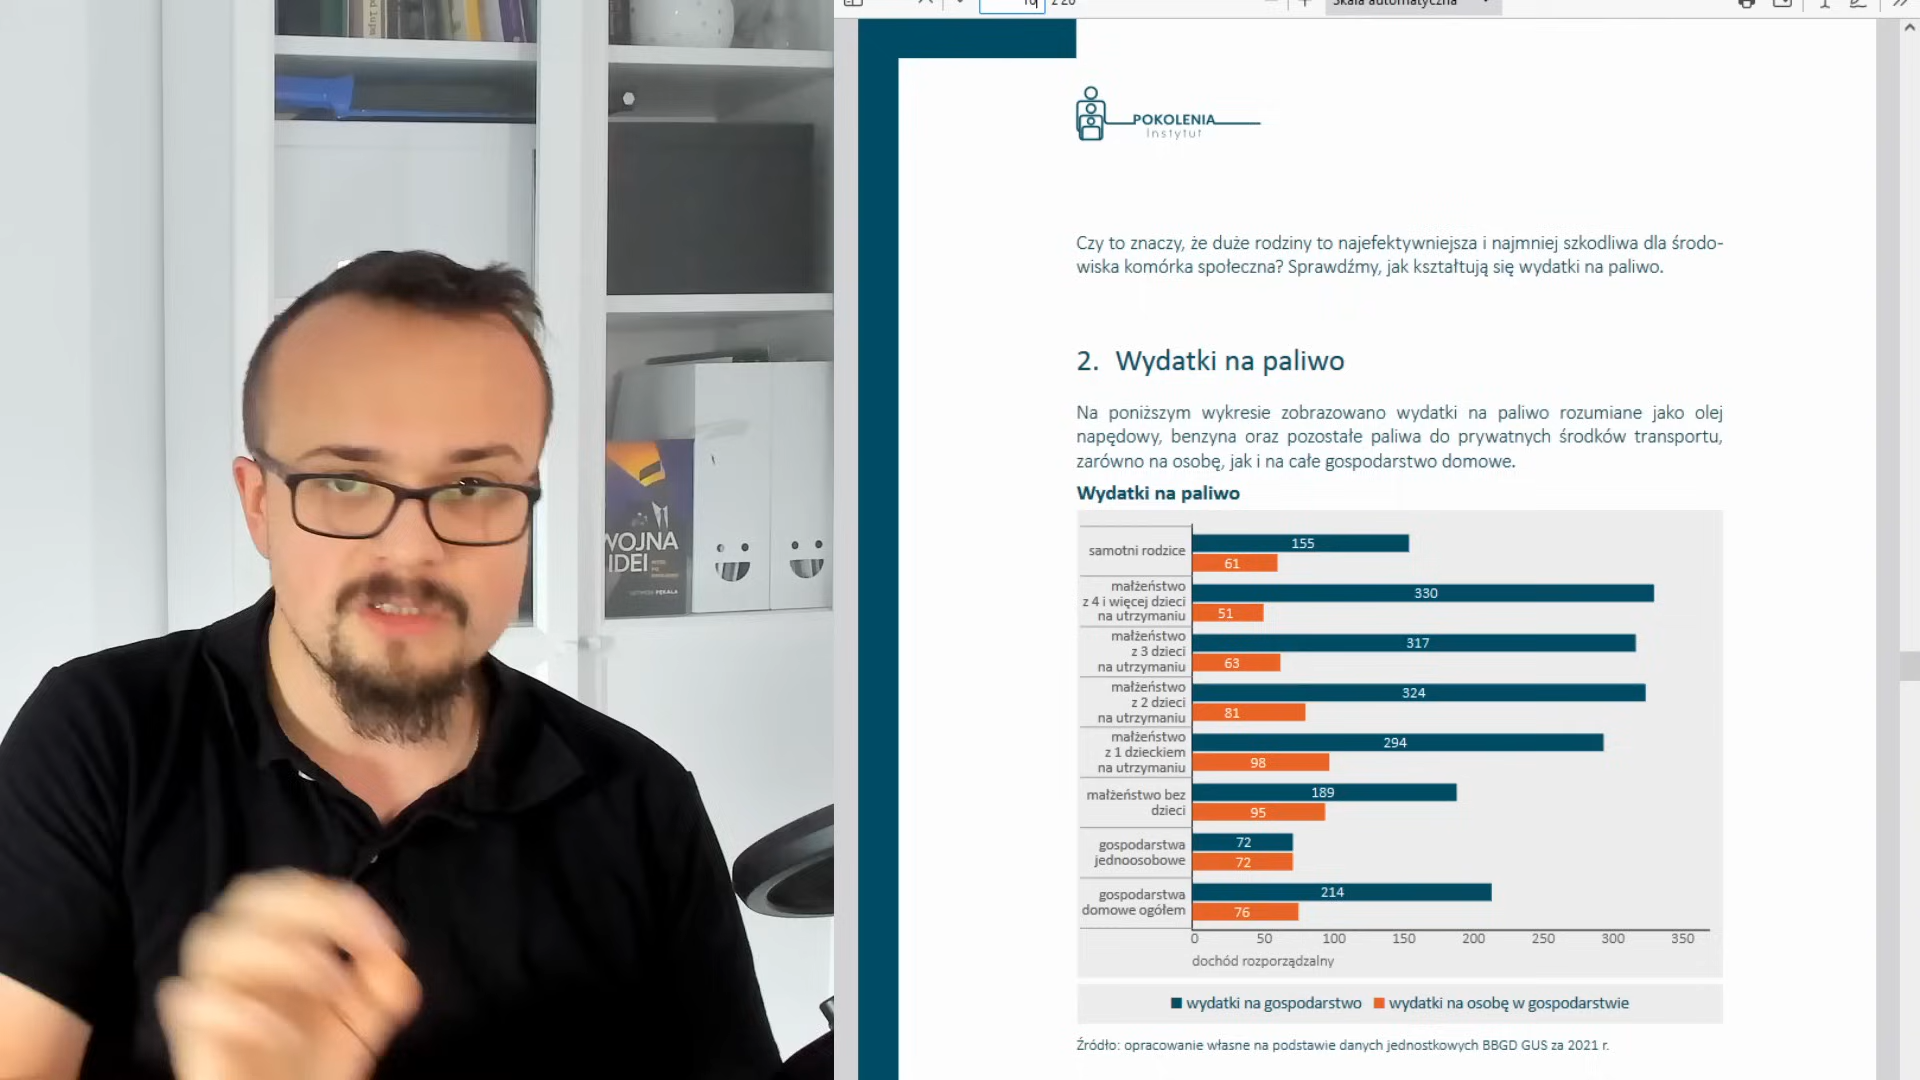 z 20
Skala automatyczna
POKOLENIA
Instytut
Czy to znaczy, że duże rodziny to najefektywniejsza i najmniej szkodliwa dla środo-
wiska komórka społeczna? Sprawdźmy, jak kształtują się wydatki na paliwo.
2. Wydatki na paliwo
Na poniższym wykresie zobrazowano wydatki na paliwo rozumiane jako olej
napędowy, benzyna oraz pozostałe paliwa do prywatnych środków transportu,
zarówno na osobę, jak i na całe gospodarstwo domowe.
Wydatki na paliwo
samotni rodzice
155
61
małżeństwo
z 4 i więcej dzieci
na utrzymaniu
330
51
małżeństwo
z 3 dzieci
na utrzymaniu
317
63
małżeństwo
z 2 dzieci
na utrzymaniu
324
81
małżeństwo
z 1 dzieckiem
na utrzymaniu
294
98
małżeństwo bez
dzieci
189
95
gospodarstwa
jednoosobowe
72
72
gospodarstwa
domowe ogółem
214
76
0 50 100 150 200 250 300 350
dochód rozporządzalny
wydatki na gospodarstwo wydatki na osobę w gospodarstwie
Źródło: opracowanie własne na podstawie danych jednostkowych BBGD GUS za 2021 r.
WOJNA
IDEI